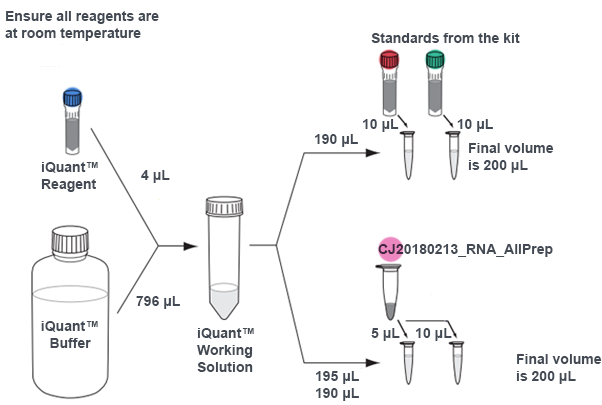 Ensure all reagents are
at room temperature
Standards from the kit
10 µL
10 µL
190 µL
Final volume
is 200 µL
iQuant™
Reagent
4 µL
796 µL
iQuant™
Buffer
iQuant™
Working
Solution
CJ20180213_RNA_AllPrep
5 µL
10 µL
195 µL
190 µL
Final volume
is 200 µL